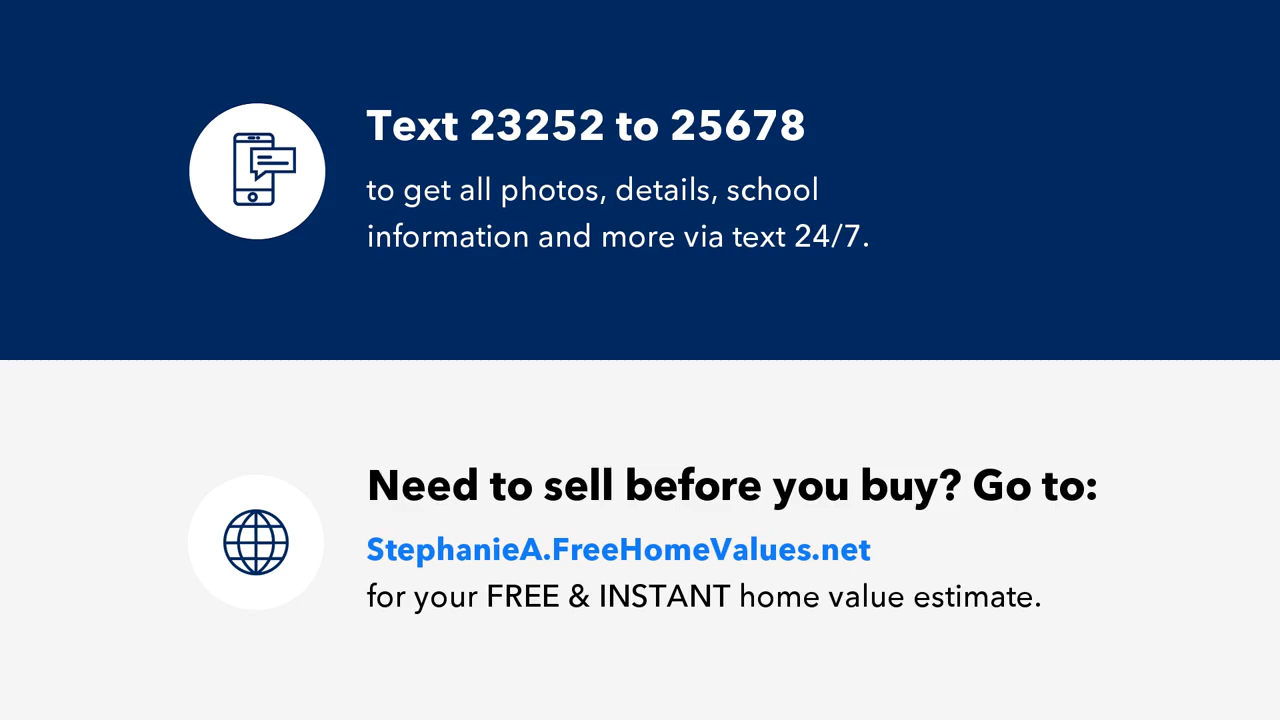 Text 23252 to 25678
to get all photos, details, school
information and more via text 24/7.
Need to sell before you buy? Go to:
StephanieA.FreeHomeValues.net
for your FREE & INSTANT home value estimate.